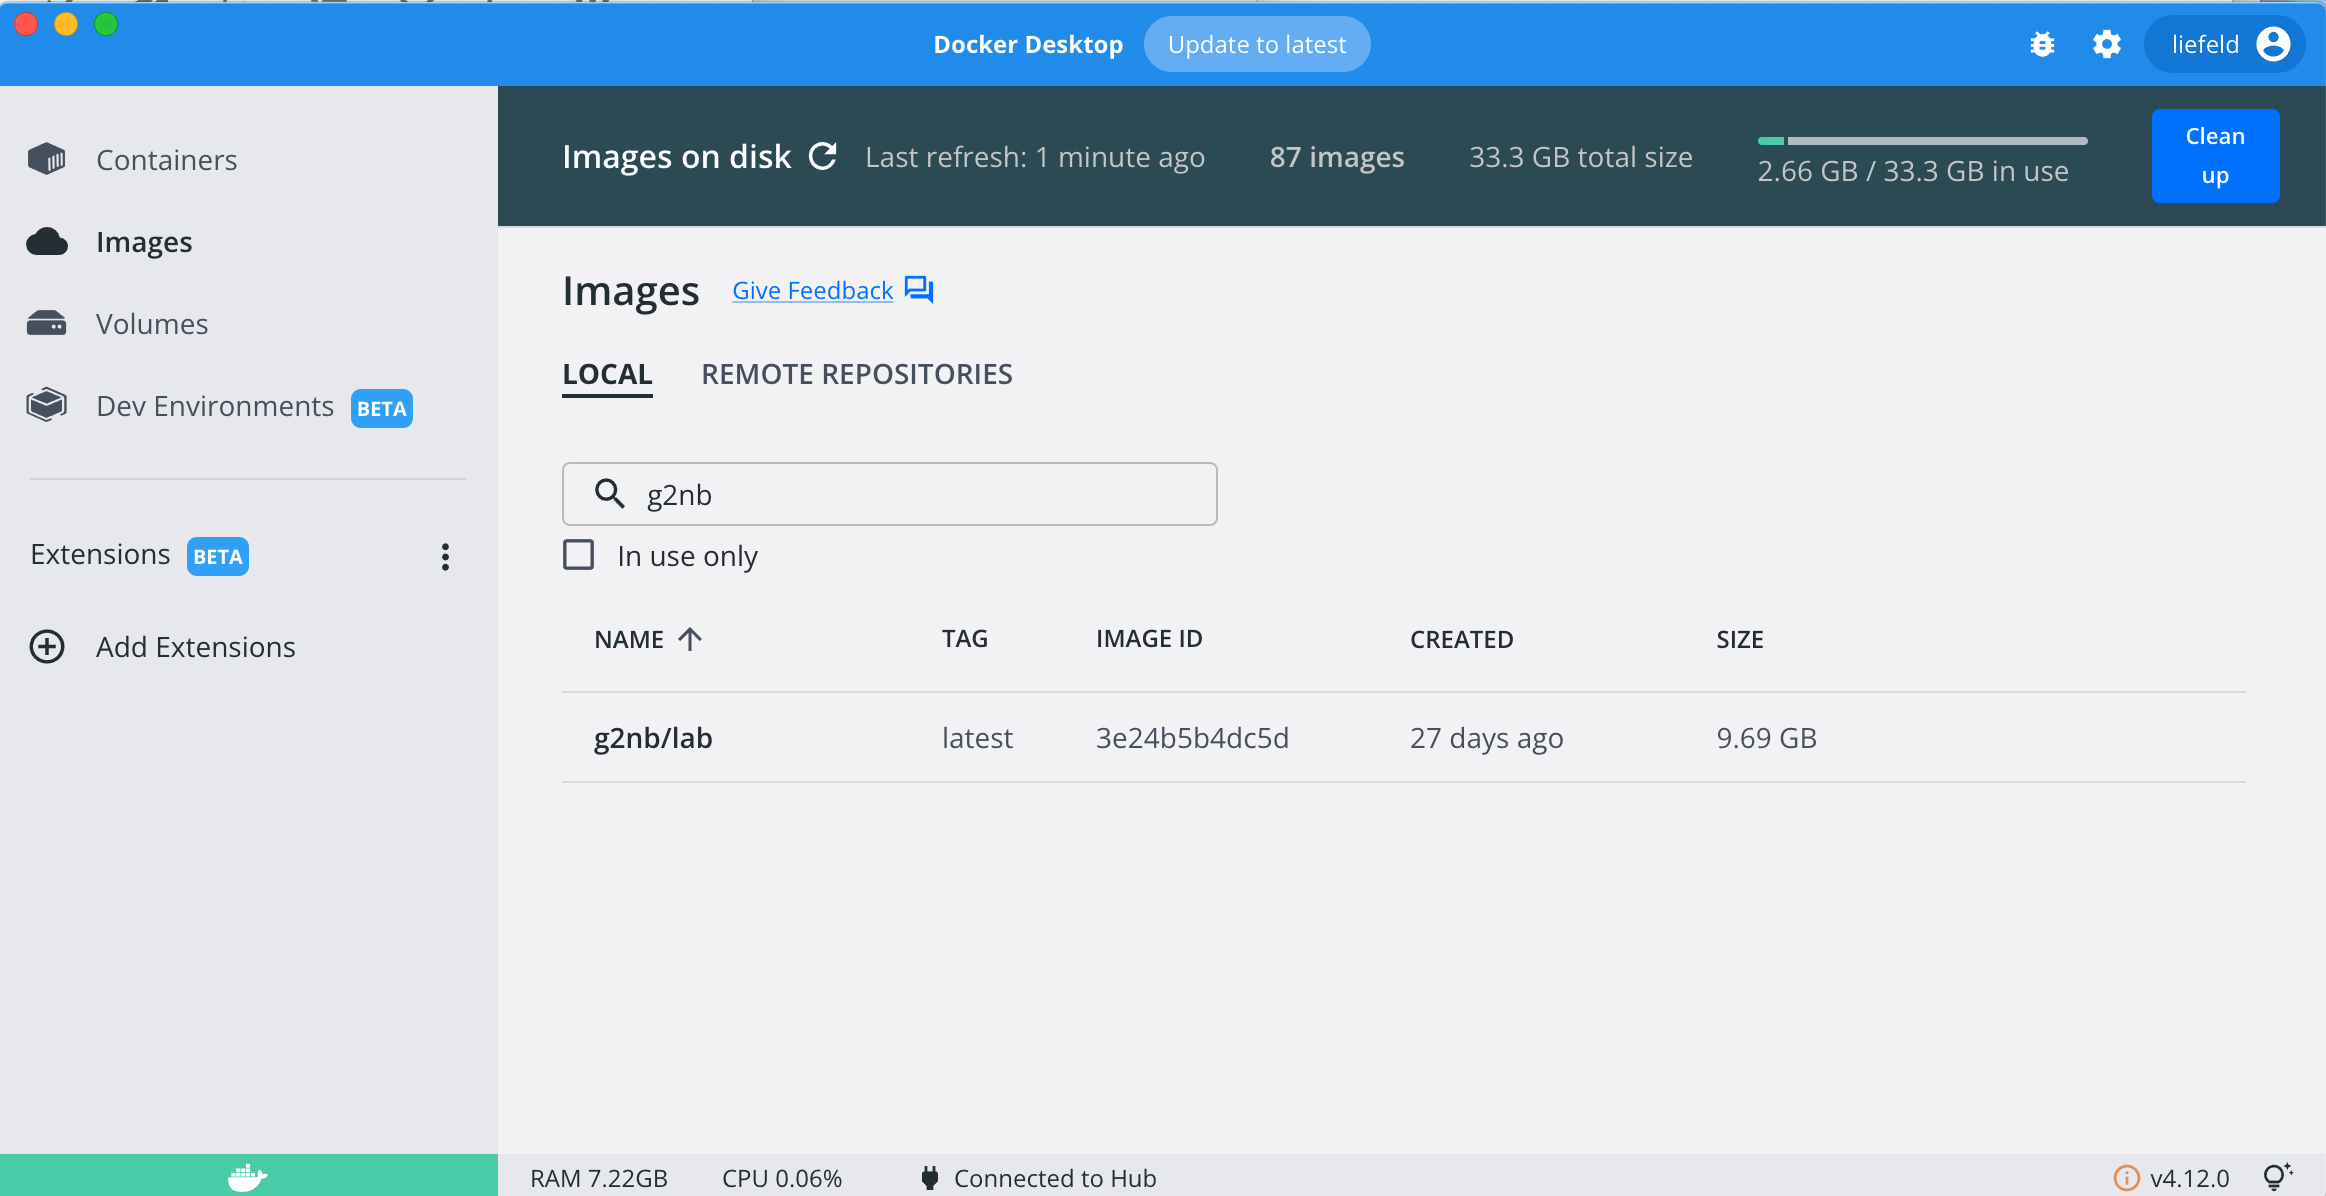 Docker Desktop Update to latest liefeld
Containers
Images
Volumes
Dev Environments BETA
Extensions BETA
Add Extensions
Images on disk Last refresh: 1 minute ago 87 images 33.3 GB total size 2.66 GB / 33.3 GB in use
Clean
up
Images Give Feedback
LOCAL REMOTE REPOSITORIES
g2nb
In use only
NAME TAG IMAGE ID CREATED SIZE
g2nb/lab latest 3e24b5b4dc5d 27 days ago 9.69 GB
RAM 7.22GB CPU 0.06% Connected to Hub v4.12.0